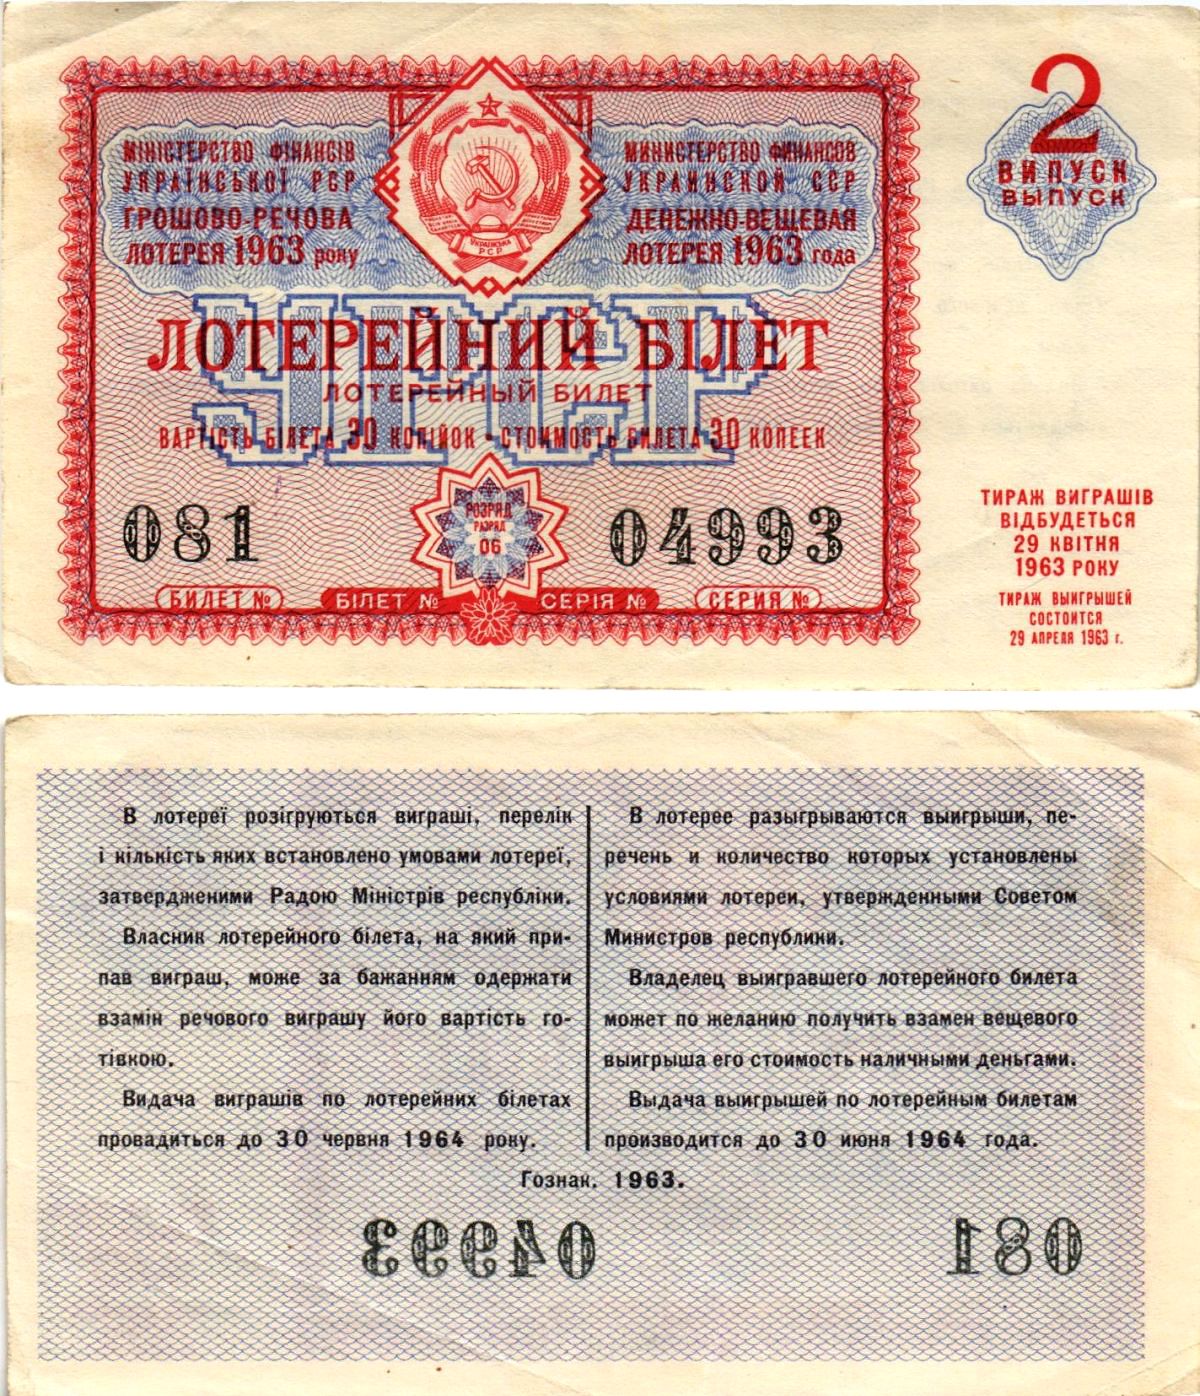 МІНІСТЕРСТВО ФІНАНСІВ
УКРАЇНСЬКОЇ РСР
ГРОШОВО-РЕЧОВА
ЛОТЕРЕЯ 1963 року
УКРАЇНСЬКА
РСР
МИНИСТЕРСТВО ФИНАНСОВ
УКРАИНСКОЙ ССР
ДЕНЕЖНО-ВЕЩЕВАЯ
ЛОТЕРЕЯ 1963 года
2
ВИПУСК
ВЫПУСК
УРСР
ЛОТЕРЕЙНИЙ БІЛЕТ
ЛОТЕРЕЙНЫЙ БИЛЕТ
ВАРТІСТЬ БІЛЕТА 30 КОПІЙОК • СТОИМОСТЬ БИЛЕТА 30 КОПЕЕК
081
РОЗРЯД
РАЗРЯД
06
04993
БИЛЕТ № БІЛЕТ № СЕРІЯ № СЕРИЯ №
ТИРАЖ ВИГРАШІВ
ВІДБУДЕТЬСЯ
29 КВІТНЯ
1963 РОКУ
ТИРАЖ ВЫИГРЫШЕЙ
СОСТОИТСЯ
29 АПРЕЛЯ 1963 г.
В лотереї розігруються виграші, перелік
і кількість яких встановлено умовами лотереї,
затвердженими Радою Міністрів республіки.
Власник лотерейного білета, на який при-
пав виграш, може за бажанням одержати
взамін речового виграшу його вартість го-
тівкою.
Видача виграшів по лотерейних білетах
провадиться до 30 червня 1964 року.
В лотерее разыгрываются выигрыши, пе-
речень и количество которых установлены
условиями лотереи, утвержденными Советом
Министров республики.
Владелец выигравшего лотерейного билета
может по желанию получить взамен вещевого
выигрыша его стоимость наличными деньгами.
Выдача выигрышей по лотерейным билетам
производится до 30 июня 1964 года.
Гознак. 1963.
04993
081